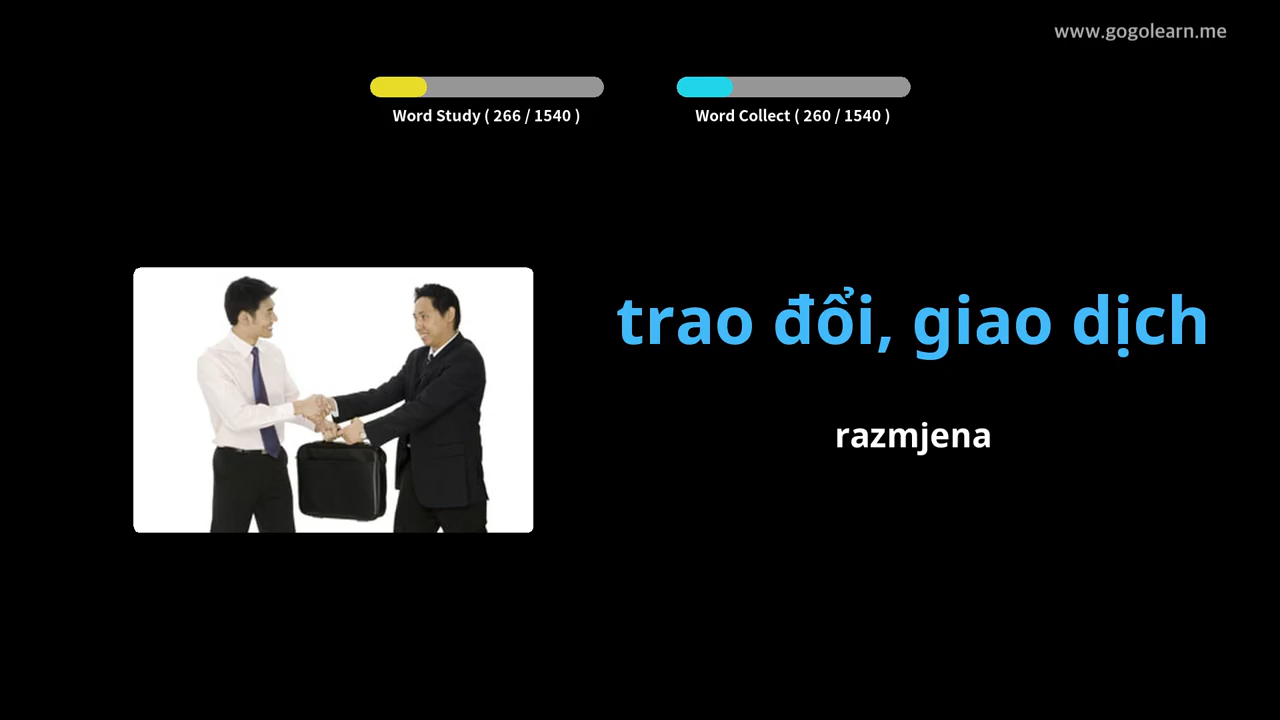 www.gogolearn.me
Word Study ( 266 / 1540 )
Word Collect ( 260 / 1540 )
trao đổi, giao dịch
razmjena